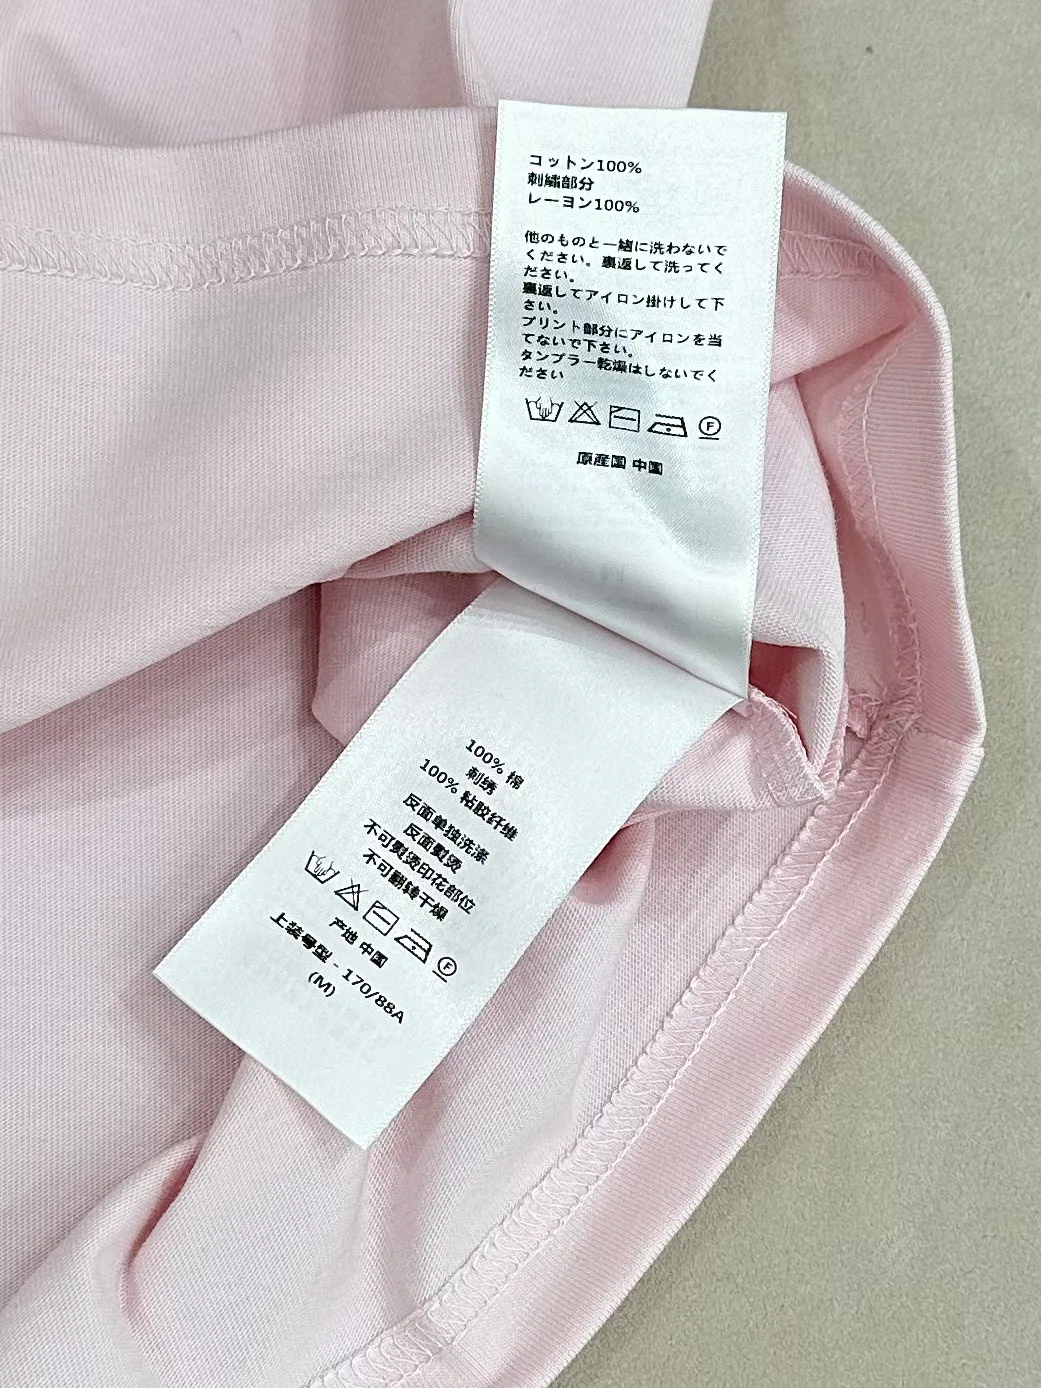 コットン100%
刺繍部分
レーヨン100%
他のものと一緒に洗わないで
ください。裏返して洗ってく
ださい。
裏返してアイロン掛けして下
さい。
プリント部分にアイロンを当
てないで下さい。
タンブラー乾燥はしないでく
ださい
F
原産国 中国
100% 棉
刺绣
100% 粘胶纤维
反面单独洗涤
反面熨烫
不可熨烫印花部位
不可翻转干燥
F
产地 中国
上装号型 - 170/88A
(M)